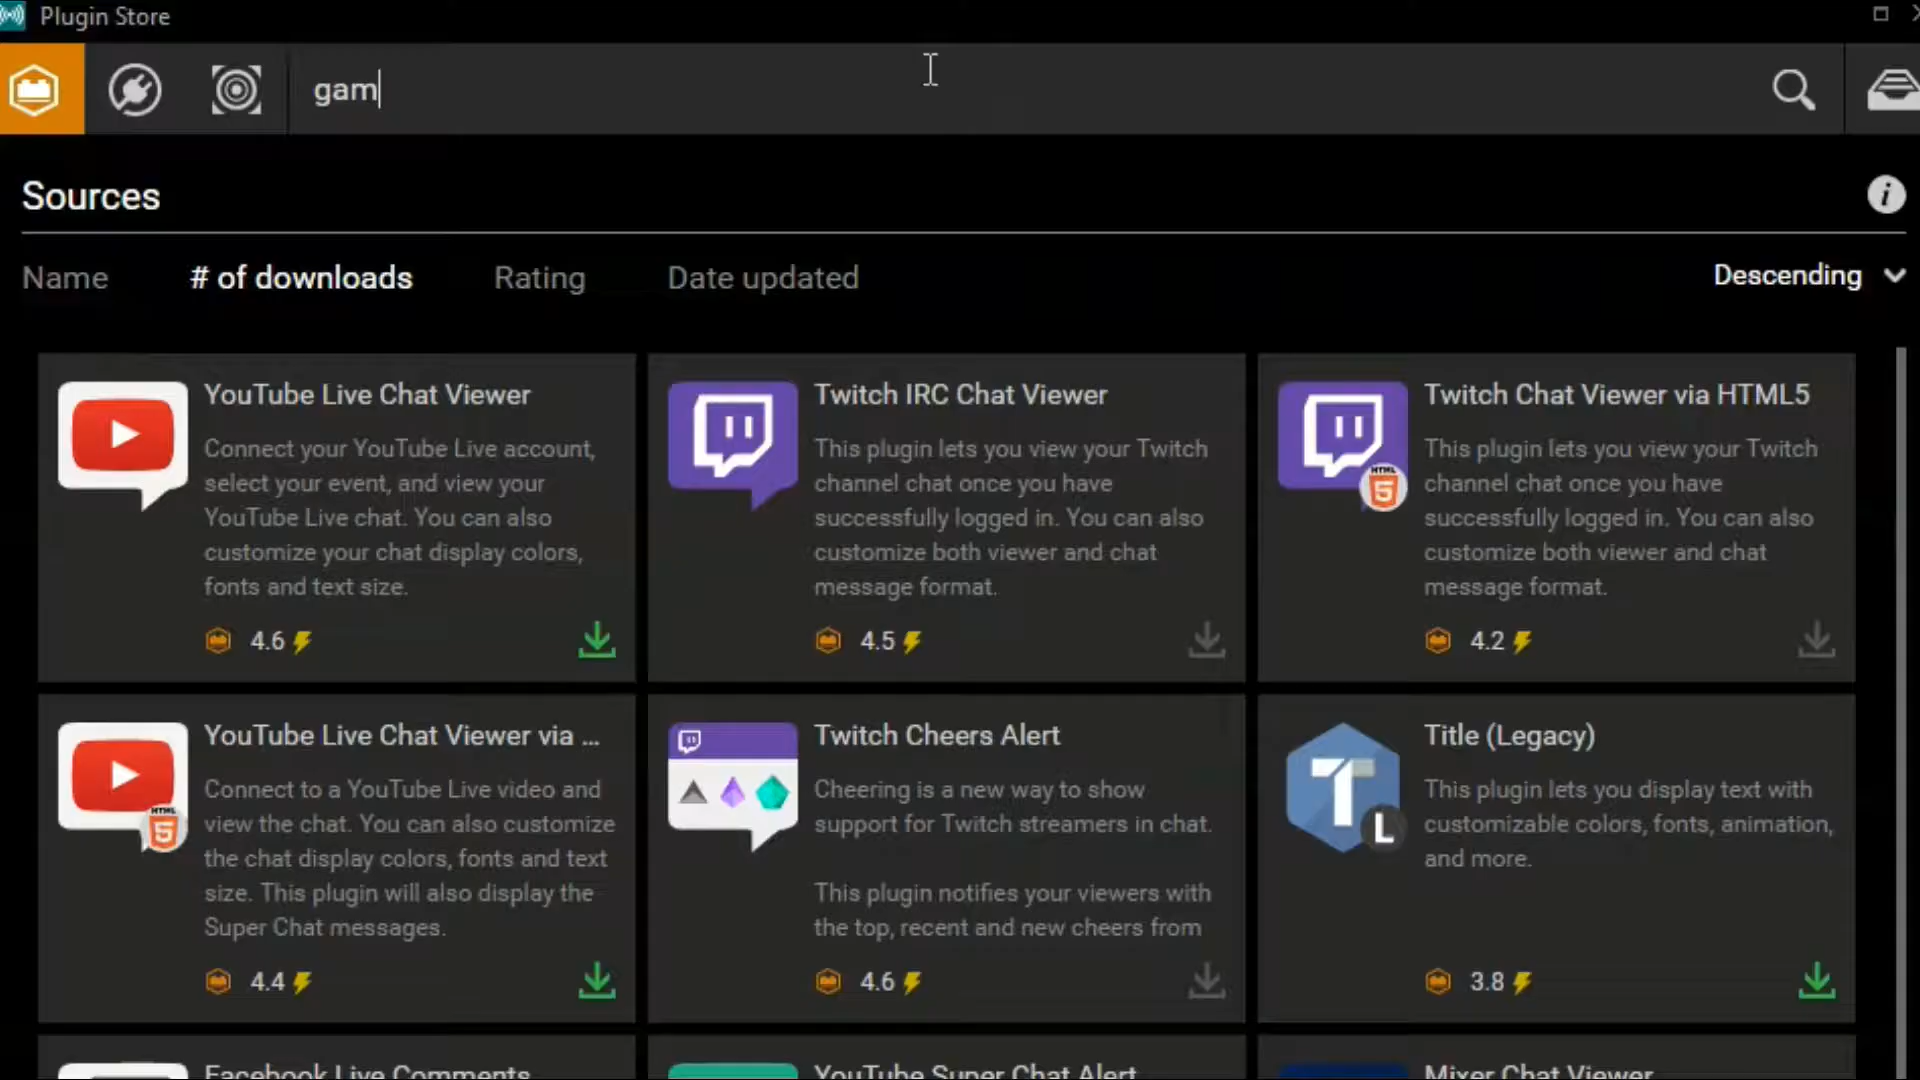 Plugin Store
gam
Sources
Name # of downloads Rating Date updated Descending
YouTube Live Chat Viewer
Connect your YouTube Live account,
select your event, and view your
YouTube Live chat. You can also
customize your chat display colors,
fonts and text size.
4.6
Twitch IRC Chat Viewer
This plugin lets you view your Twitch
channel chat once you have
successfully logged in. You can also
customize both viewer and chat
message format.
4.5
Twitch Chat Viewer via HTML5
This plugin lets you view your Twitch
channel chat once you have
successfully logged in. You can also
customize both viewer and chat
message format.
HTML
5
4.2
YouTube Live Chat Viewer via ...
Connect to a YouTube Live video and
view the chat. You can also customize
the chat display colors, fonts and text
size. This plugin will also display the
Super Chat messages.
HTML
5
4.4
Twitch Cheers Alert
Cheering is a new way to show
support for Twitch streamers in chat.
This plugin notifies your viewers with
the top, recent and new cheers from
4.6
Title (Legacy)
This plugin lets you display text with
customizable colors, fonts, animation,
and more.
T
L
3.8
Facebook Live Comments
YouTube Super Chat Alert
Mixer Chat Viewer